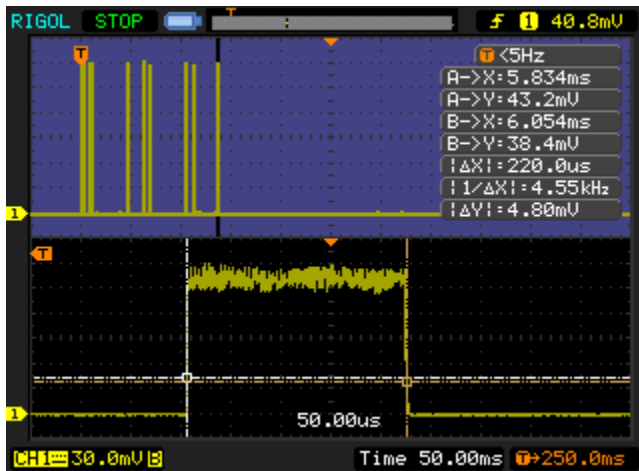 RIGOL STOP T f 1 40.8mV
T
T <5Hz
A->X:5.834ms
A->Y:43.2mV
B->X:6.054ms
B->Y:38.4mV
|ΔX|:220.0us
|1/ΔX|:4.55kHz
|ΔY|:4.80mV
1
T
50.00us
1
CH1 30.0mV B Time 50.00ms T→250.0ms